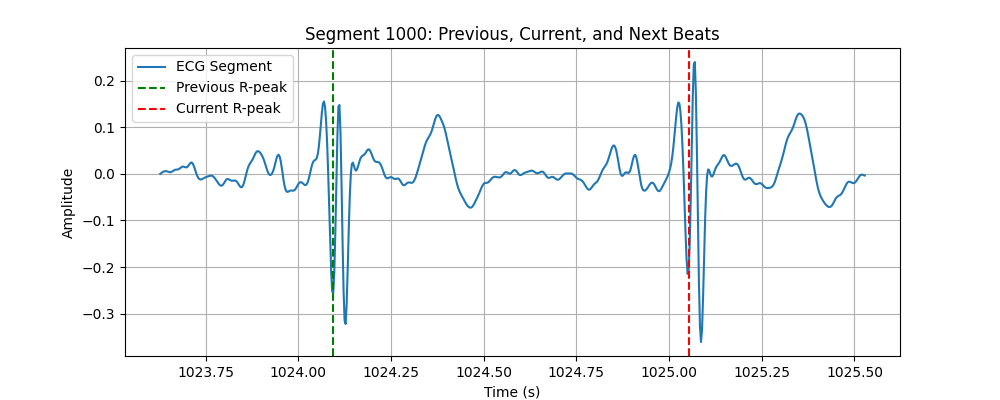 Segment 1000: Previous, Current, and Next Beats
ECG Segment
Previous R-peak
Current R-peak
Amplitude
0.2
0.1
0.0
−0.1
−0.2
−0.3
1023.75
1024.00
1024.25
1024.50
1024.75
1025.00
1025.25
1025.50
Time (s)